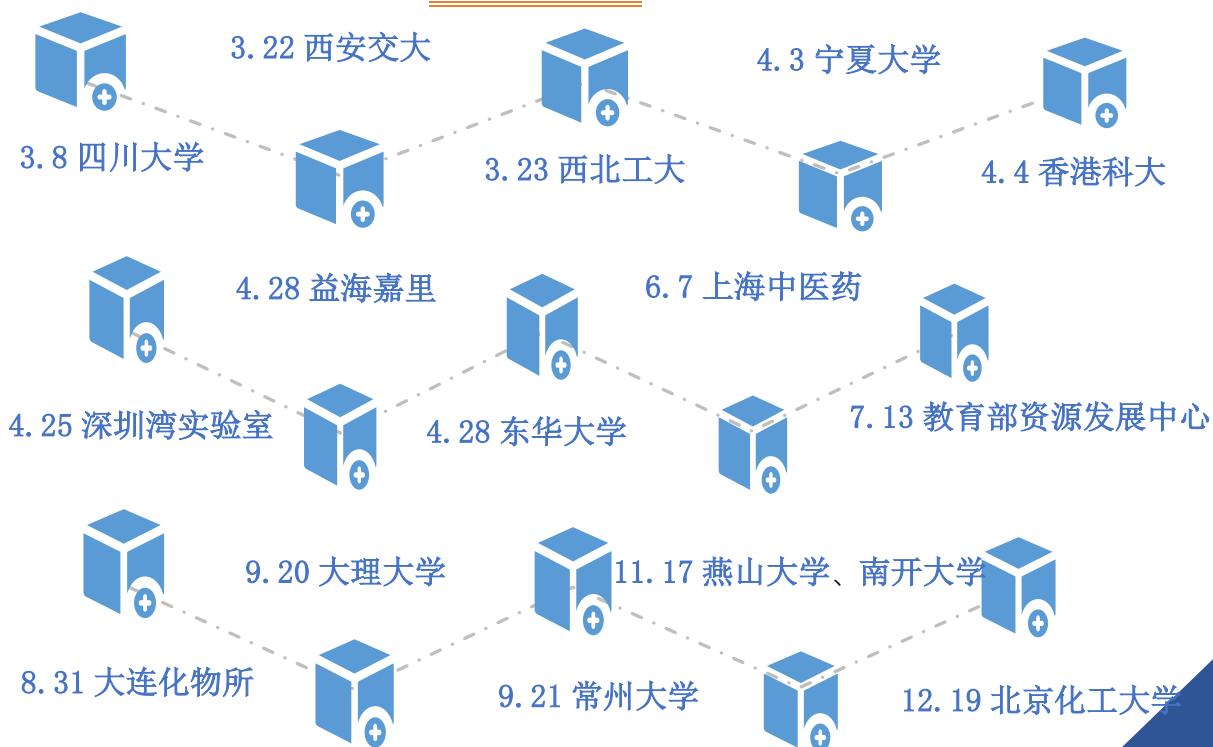 3.22 西安交大
4.3 宁夏大学
3.8 四川大学
3.23 西北工大
4.4 香港科大
4.28 益海嘉里
6.7 上海中医药
4.25 深圳湾实验室
4.28 东华大学
7.13 教育部资源发展中心
9.20 大理大学
11.17 燕山大学、南开大学
8.31 大连化物所
9.21 常州大学
12.19 北京化工大学